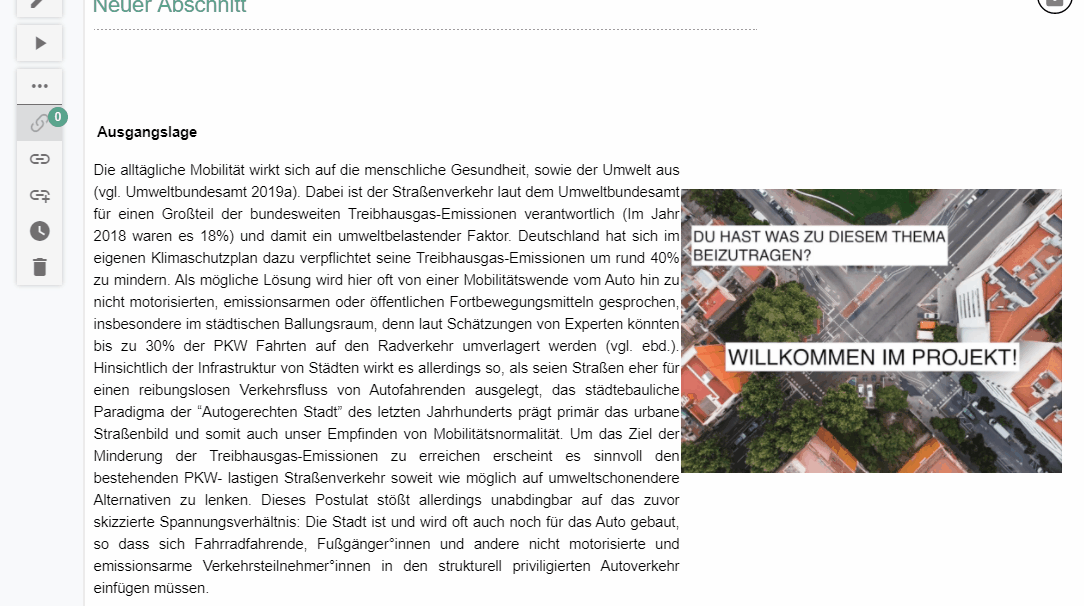 Neuer Abschnitt
0
Ausgangslage
Die alltägliche Mobilität wirkt sich auf die menschliche Gesundheit, sowie der Umwelt aus
(vgl. Umweltbundesamt 2019a). Dabei ist der Straßenverkehr laut dem Umweltbundesamt
für einen Großteil der bundesweiten Treibhausgas-Emissionen verantwortlich (Im Jahr
2018 waren es 18%) und damit ein umweltbelastender Faktor. Deutschland hat sich im
eigenen Klimaschutzplan dazu verpflichtet seine Treibhausgas-Emissionen um rund 40%
zu mindern. Als mögliche Lösung wird hier oft von einer Mobilitätswende vom Auto hin zu
nicht motorisierten, emissionsarmen oder öffentlichen Fortbewegungsmitteln gesprochen,
insbesondere im städtischen Ballungsraum, denn laut Schätzungen von Experten könnten
bis zu 30% der PKW Fahrten auf den Radverkehr umverlagert werden (vgl. ebd.).
Hinsichtlich der Infrastruktur von Städten wirkt es allerdings so, als seien Straßen eher für
einen reibungslosen Verkehrsfluss von Autofahrenden ausgelegt, das städtebauliche
Paradigma der “Autogerechten Stadt” des letzten Jahrhunderts prägt primär das urbane
Straßenbild und somit auch unser Empfinden von Mobilitätsnormalität. Um das Ziel der
Minderung der Treibhausgas-Emissionen zu erreichen erscheint es sinnvoll den
bestehenden PKW- lastigen Straßenverkehr soweit wie möglich auf umweltschonendere
Alternativen zu lenken. Dieses Postulat stößt allerdings unabdingbar auf das zuvor
skizzierte Spannungsverhältnis: Die Stadt ist und wird oft auch noch für das Auto gebaut,
so dass sich Fahrradfahrende, Fußgänger°innen und andere nicht motorisierte und
emissionsarme Verkehrsteilnehmer°innen in den strukturell priviligierten Autoverkehr
einfügen müssen.
DU HAST WAS ZU DIESEM THEMA
BEIZUTRAGEN?
WILLKOMMEN IM PROJEKT!